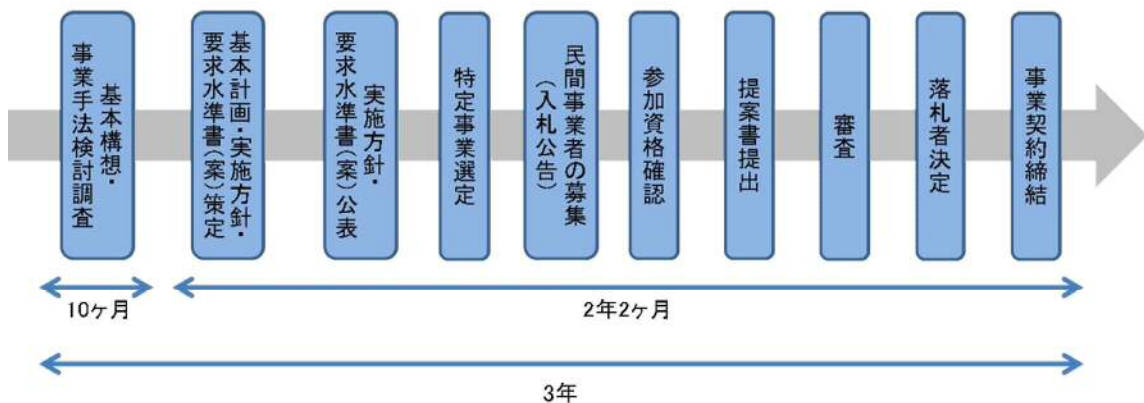 基本構想・
事業手法検討調査
基本計画・実施方針・
要求水準書(案)策定
実施方針・
要求水準書(案)公表
特定事業選定
民間事業者の募集
(入札公告)
参加資格確認
提案書提出
審査
落札者決定
事業契約締結
10ヶ月
2年2ヶ月
3年